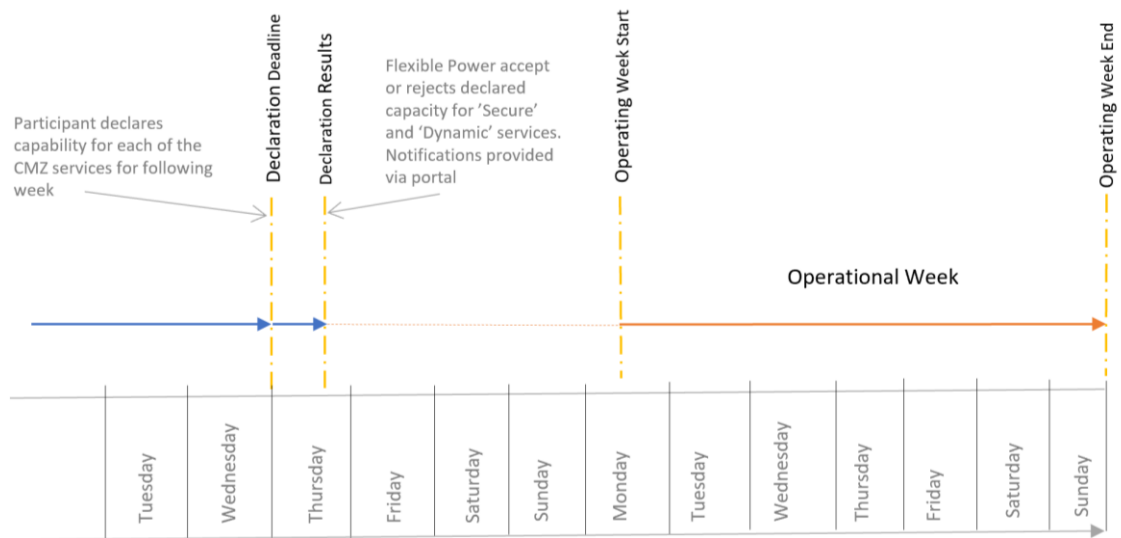 Participant declares
capability for each of the
CMZ services for following
week
Declaration Deadline
Declaration Results
Flexible Power accept
or rejects declared
capacity for ’Secure’
and ‘Dynamic’ services.
Notifications provided
via portal
Operating Week Start
Operating Week End
Operational Week
Tuesday
Wednesday
Thursday
Friday
Saturday
Sunday
Monday
Tuesday
Wednesday
Thursday
Friday
Saturday
Sunday